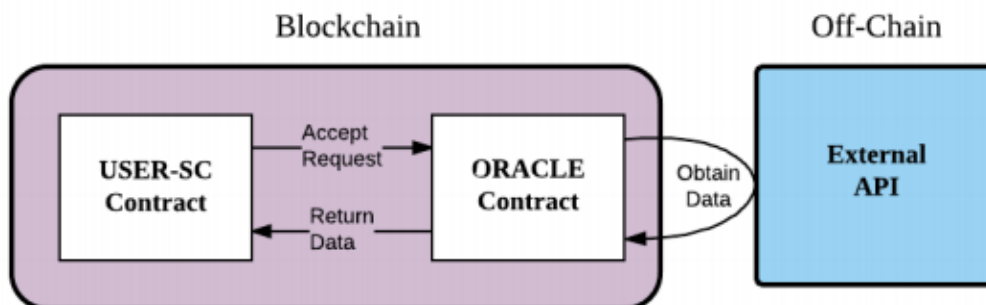 Blockchain
Off-Chain
USER-SC
Contract
Accept
Request
Return
Data
ORACLE
Contract
Obtain
Data
External
API